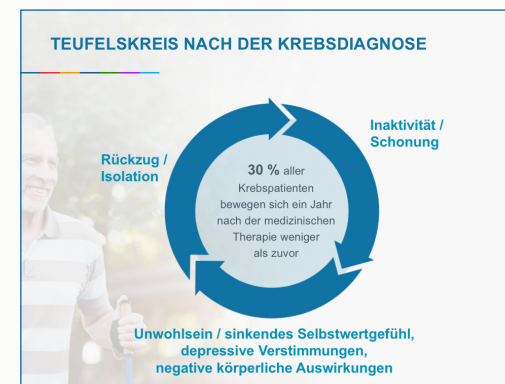 TEUFELSKREIS NACH DER KREBSDIAGNOSE
Inaktivität /
Schonung
Rückzug /
Isolation
30 % aller
Krebspatienten
bewegen sich ein Jahr
nach der medizinischen
Therapie weniger
als zuvor
Unwohlsein / sinkendes Selbstwertgefühl,
depressive Verstimmungen,
negative körperliche Auswirkungen